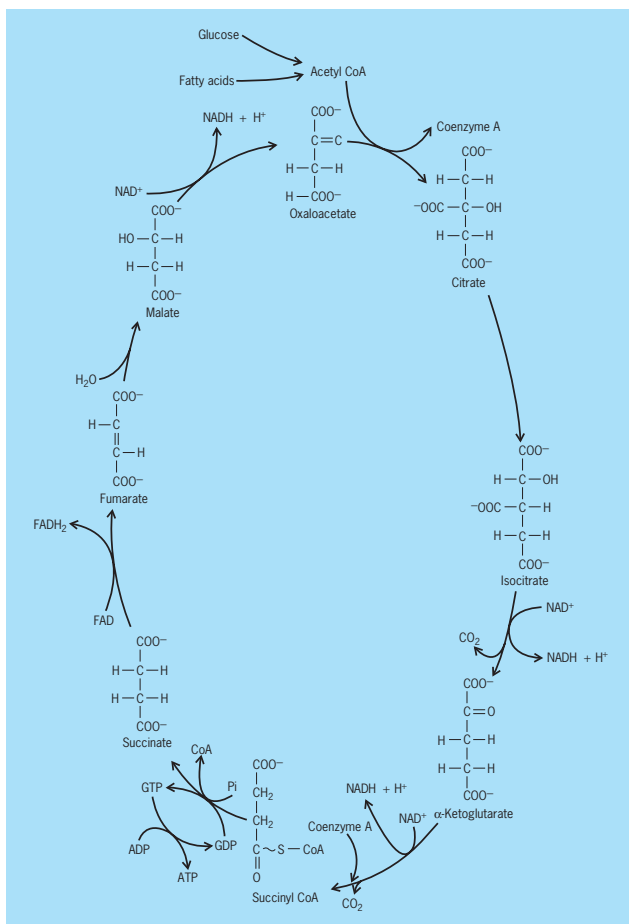 Glucose
Fatty acids
Acetyl CoA
NADH + H⁺
NAD⁺
Coenzyme A
COO⁻
C=C
H—C—H
H—COO⁻
Oxaloacetate
COO⁻
H—C—H
⁻OOC—C—OH
H—C—H
COO⁻
Citrate
COO⁻
HO—C—H
H—C—H
COO⁻
Malate
H₂O
COO⁻
H—C
C—H
COO⁻
Fumarate
COO⁻
H—C—OH
⁻OOC—C—H
H—C—H
COO⁻
Isocitrate
FADH₂
FAD
NAD⁺
CO₂
NADH + H⁺
COO⁻
H—C—H
H—C—H
COO⁻
Succinate
COO⁻
C=O
H—C—H
H—C—H
COO⁻
α-Ketoglutarate
CoA
Pi
GTP
GDP
ADP
ATP
COO⁻
CH₂
CH₂
C~S—CoA
O
Succinyl CoA
NADH + H⁺
NAD⁺
Coenzyme A
CO₂